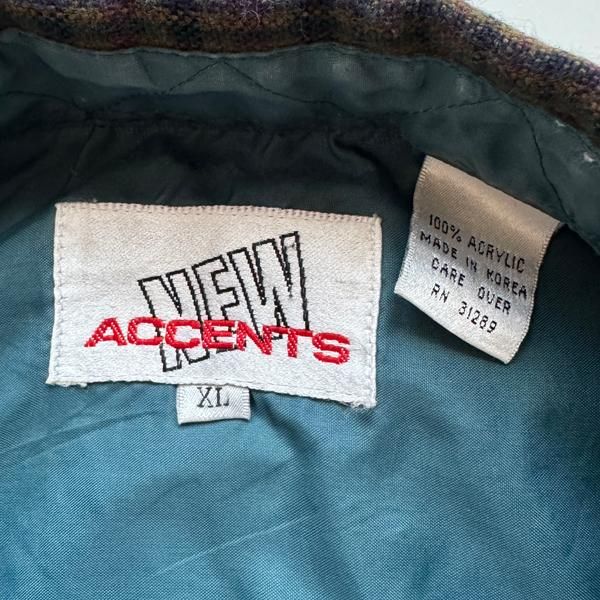 NEW
ACCENTS
XL
100% ACRYLIC
MADE IN KOREA
CARE OVER
RN 31289